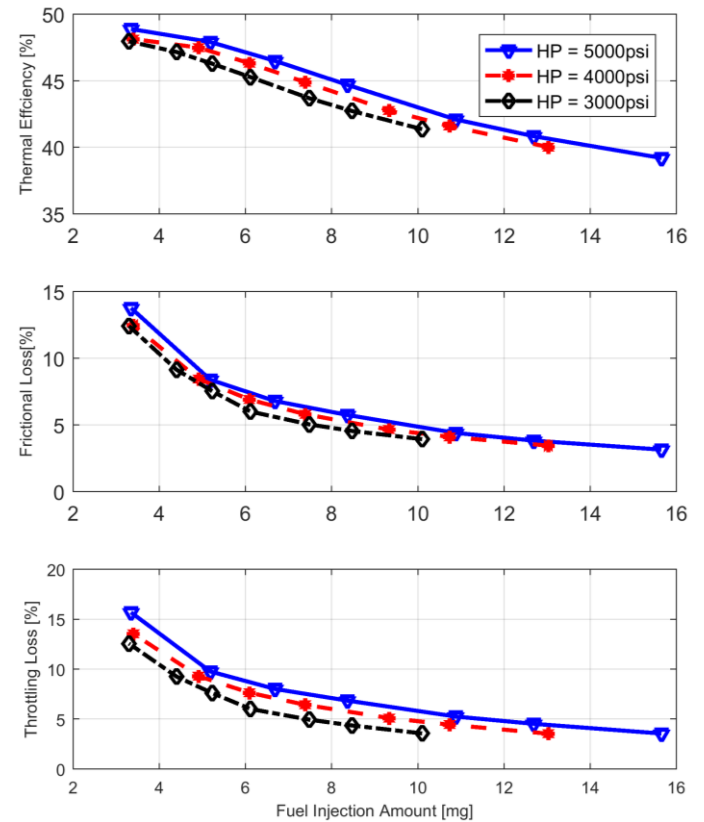 50
45
40
35
Thermal Effciency [%]
HP = 5000psi
HP = 4000psi
HP = 3000psi
2 4 6 8 10 12 14 16
15
10
5
0
Frictional Loss[%]
2 4 6 8 10 12 14 16
20
15
10
5
0
Throttling Loss [%]
2 4 6 8 10 12 14 16
Fuel Injection Amount [mg]